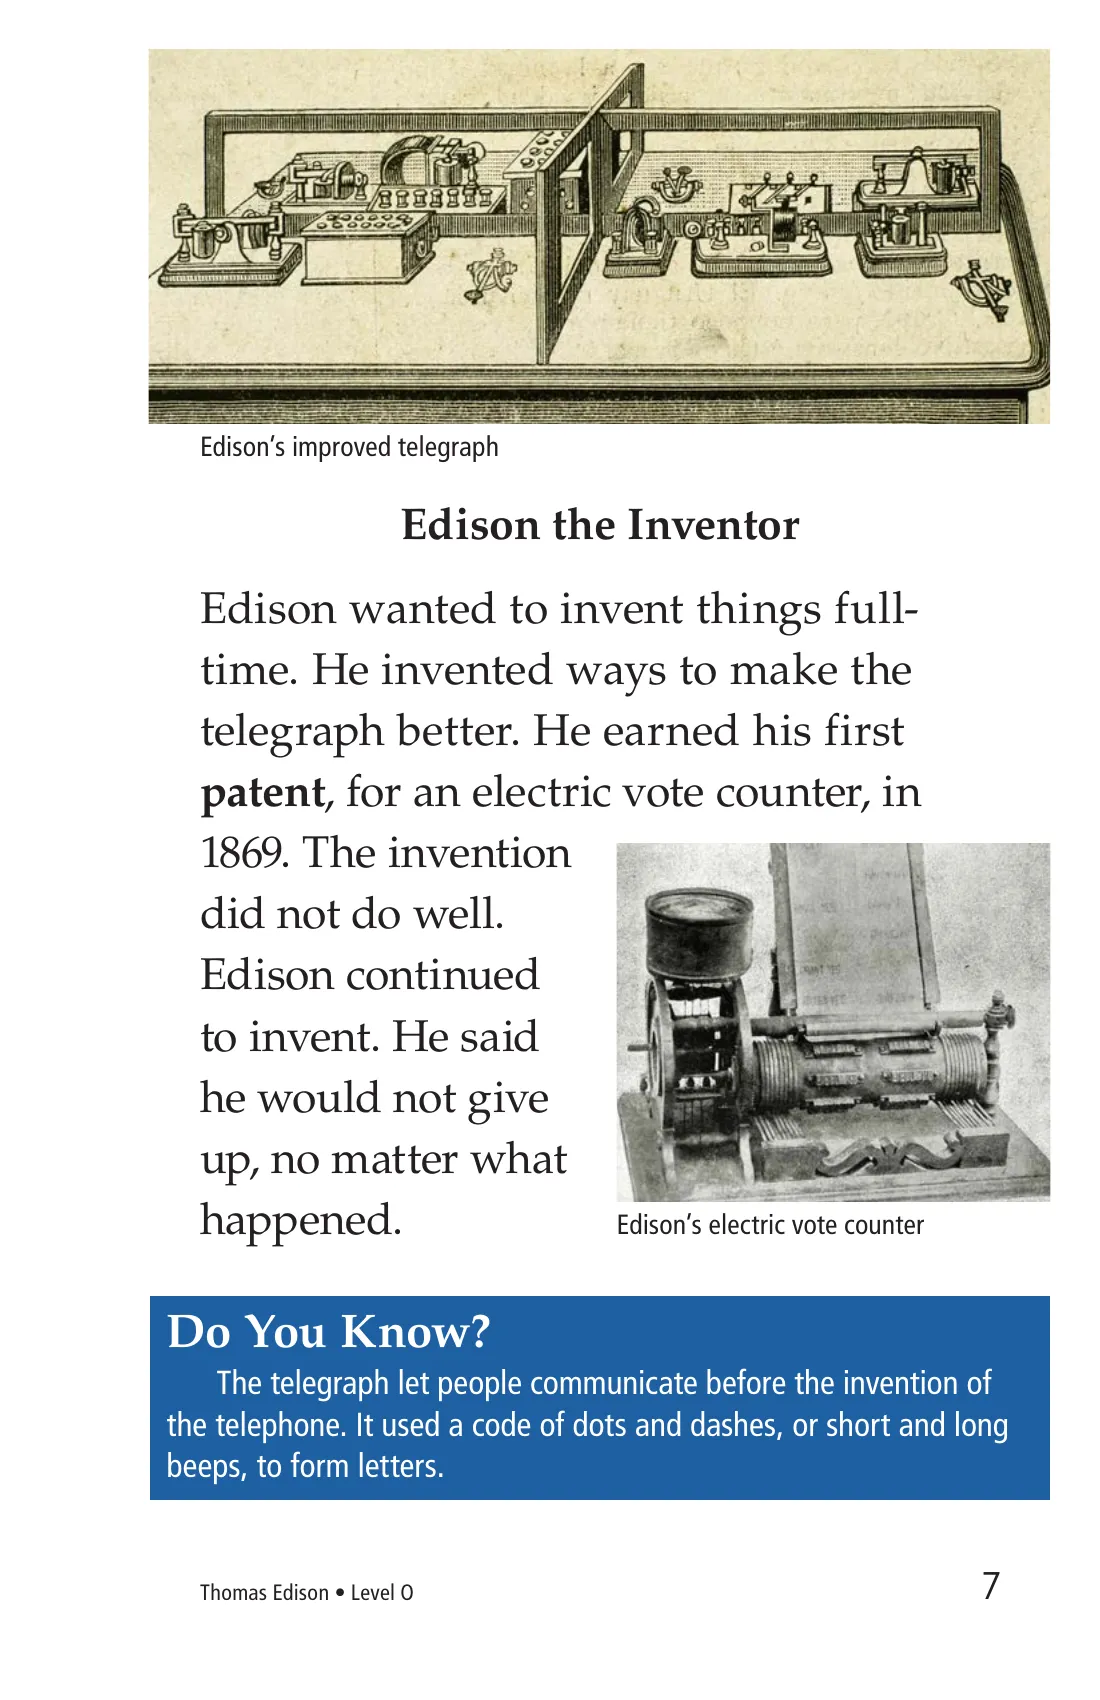 Edison's improved telegraph
Edison the Inventor
Edison wanted to invent things full-
time. He invented ways to make the
telegraph better. He earned his first
patent, for an electric vote counter, in
1869. The invention
did not do well.
Edison continued
to invent. He said
he would not give
up, no matter what
happened.
Edison's electric vote counter
Do You Know?
The telegraph let people communicate before the invention of
the telephone. It used a code of dots and dashes, or short and long
beeps, to form letters.
Thomas Edison • Level O
7